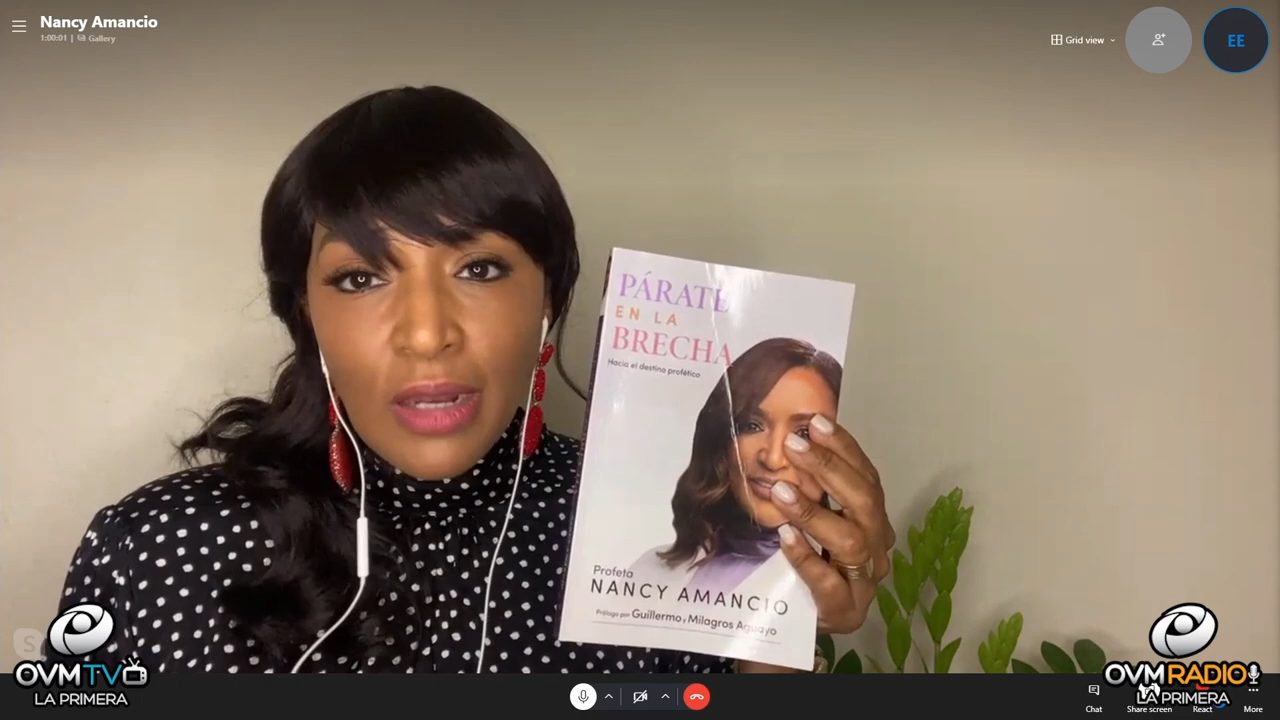 Nancy Amancio
1:00:01 | Gallery
Grid view
EE
PÁRATE
EN LA
BRECHA
Hacia el destino profético
Profeta
NANCY AMANCIO
Prólogo por Guillermo y Milagros Aguayo
S
OVMTV
LA PRIMERA
OVMRADIO
LA PRIMERA
Chat
Share screen
React
More